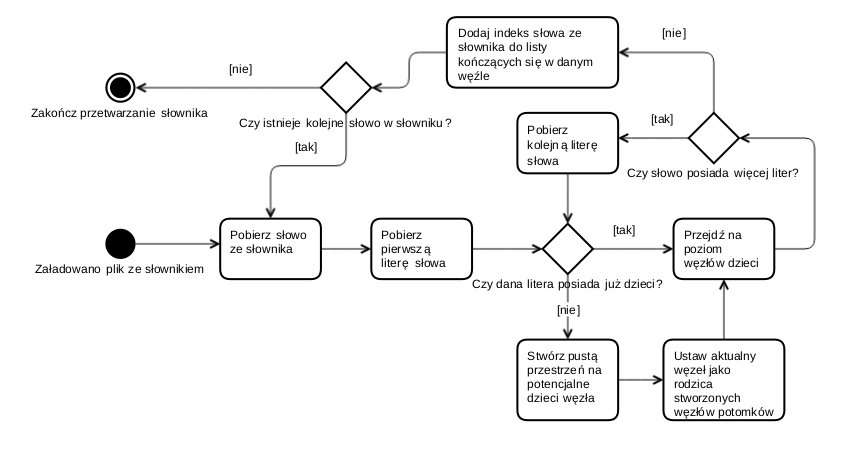 Dodaj indeks słowa ze
słownika do listy
kończących się w danym
węźle
[nie]
[nie]
Zakończ przetwarzanie słownika
Czy istnieje kolejne słowo w słowniku?
[tak]
Pobierz
kolejną literę
słowa
[tak]
Czy słowo posiada więcej liter?
Załadowano plik ze słownikiem
Pobierz słowo
ze słownika
Pobierz
pierwszą
literę słowa
[tak]
Przejdź na
poziom
węzłów dzieci
Czy dana litera posiada już dzieci?
[nie]
Stwórz pustą
przestrzeń na
potencjalne
dzieci węzła
Ustaw aktualny
węzeł jako
rodzica
stworzonych
węzłów potomków